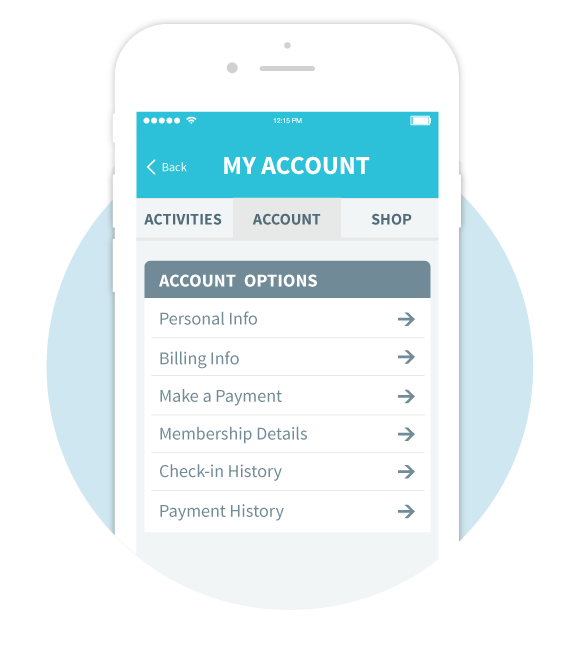 12:15 PM
Back MY ACCOUNT
ACTIVITIES ACCOUNT SHOP
ACCOUNT OPTIONS
Personal Info
Billing Info
Make a Payment
Membership Details
Check-in History
Payment History